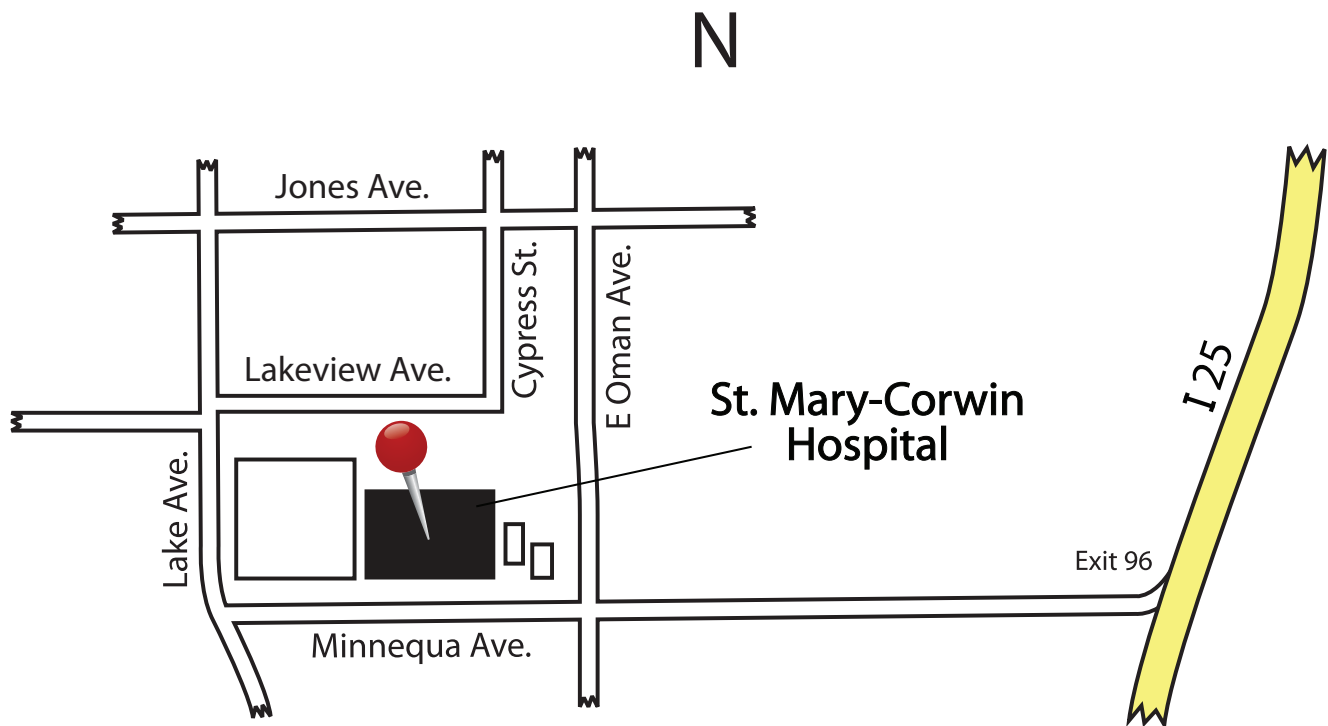 N
Jones Ave.
Cypress St.
E Oman Ave.
Lakeview Ave.
I 25
St. Mary-Corwin
Hospital
Lake Ave.
Exit 96
Minnequa Ave.